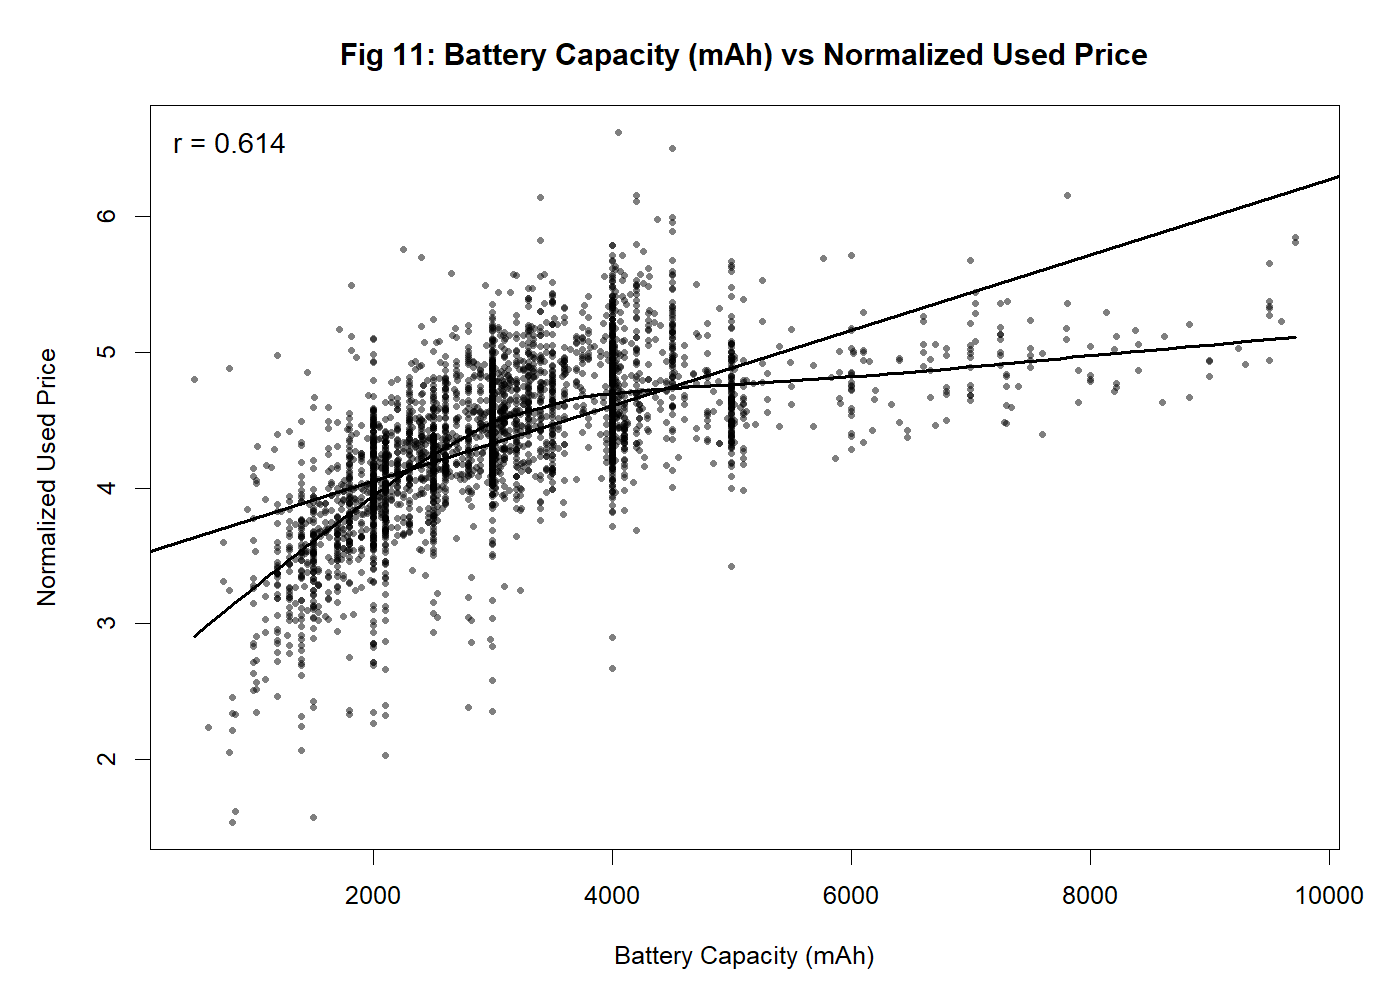 Fig 11: Battery Capacity (mAh) vs Normalized Used Price
r = 0.614
6
5
4
3
2
Normalized Used Price
2000 4000 6000 8000 10000
Battery Capacity (mAh)